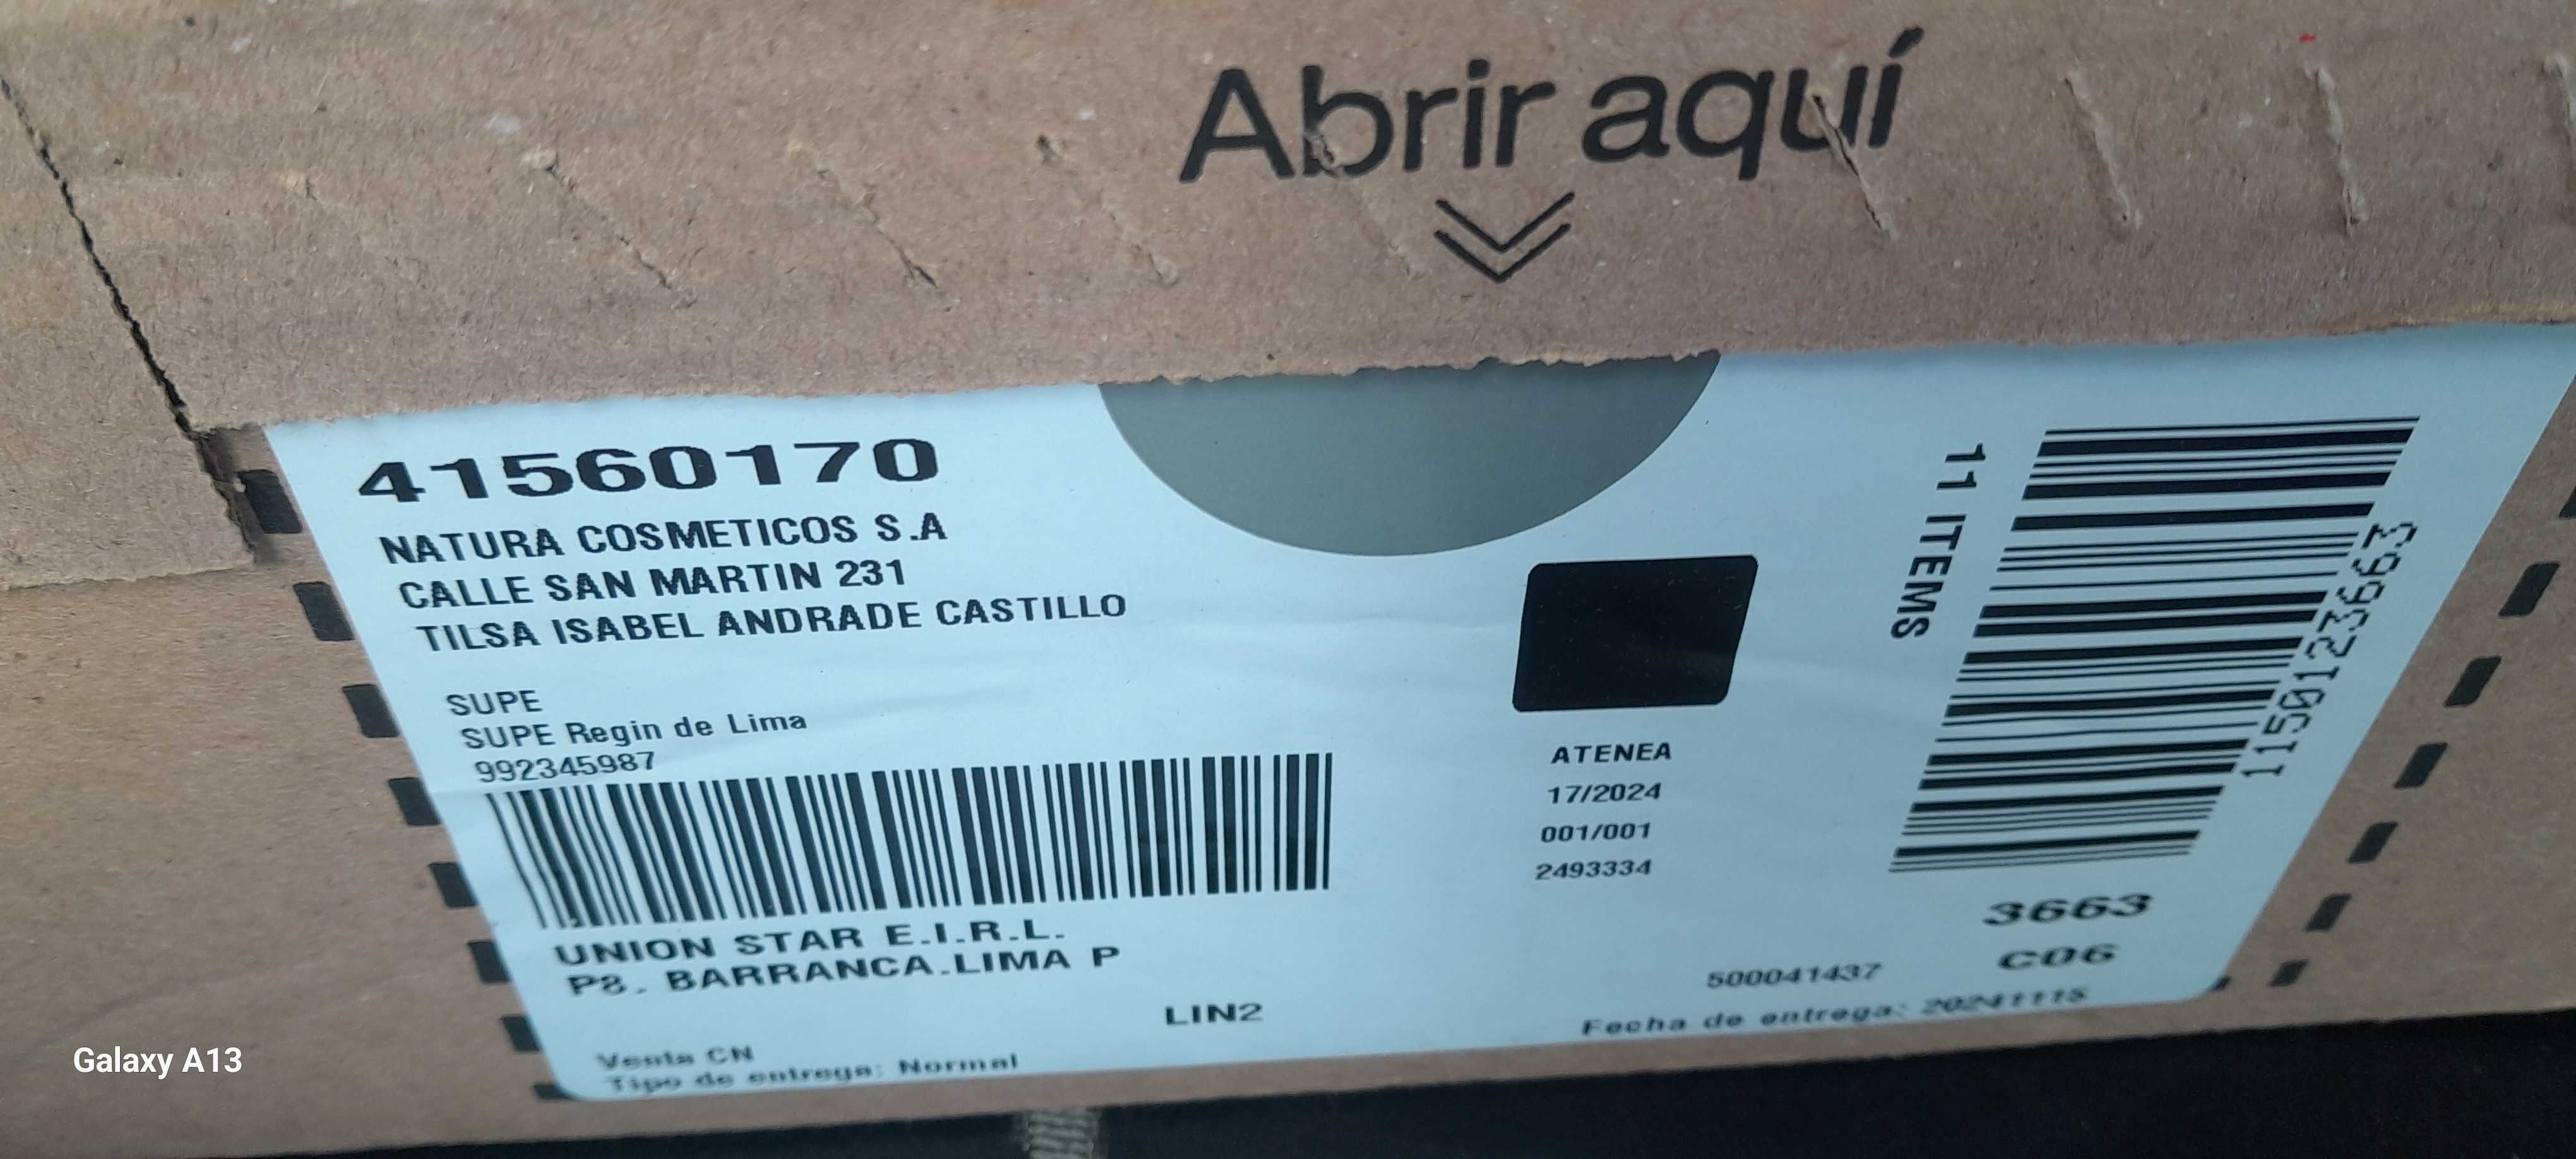 Abrir aquí
41560170
NATURA COSMETICOS S.A
CALLE SAN MARTIN 231
TILSA ISABEL ANDRADE CASTILLO
SUPE
SUPE Regin de Lima
992345987
UNION STAR E.I.R.L.
P8. BARRANCA.LIMA P
LIN2
Venta CN
Tipo de entrega: Normal
ATENEA
17/2024
001/001
2493334
11 ITEMS
1150123663
3663
C06
500041437
Fecha de entrega: 20241115
Galaxy A13